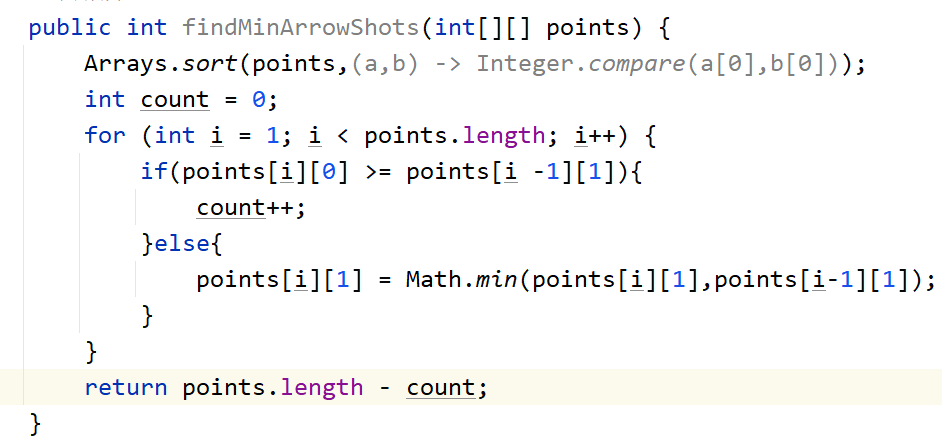 public int findMinArrowShots(int[][] points) {
    Arrays.sort(points,(a,b) -> Integer.compare(a[0],b[0]));
    int count = 0;
    for (int i = 1; i < points.length; i++) {
        if(points[i][0] >= points[i -1][1]){
            count++;
        }else{
            points[i][1] = Math.min(points[i][1],points[i-1][1]);
        }
    }
    return points.length - count;
}